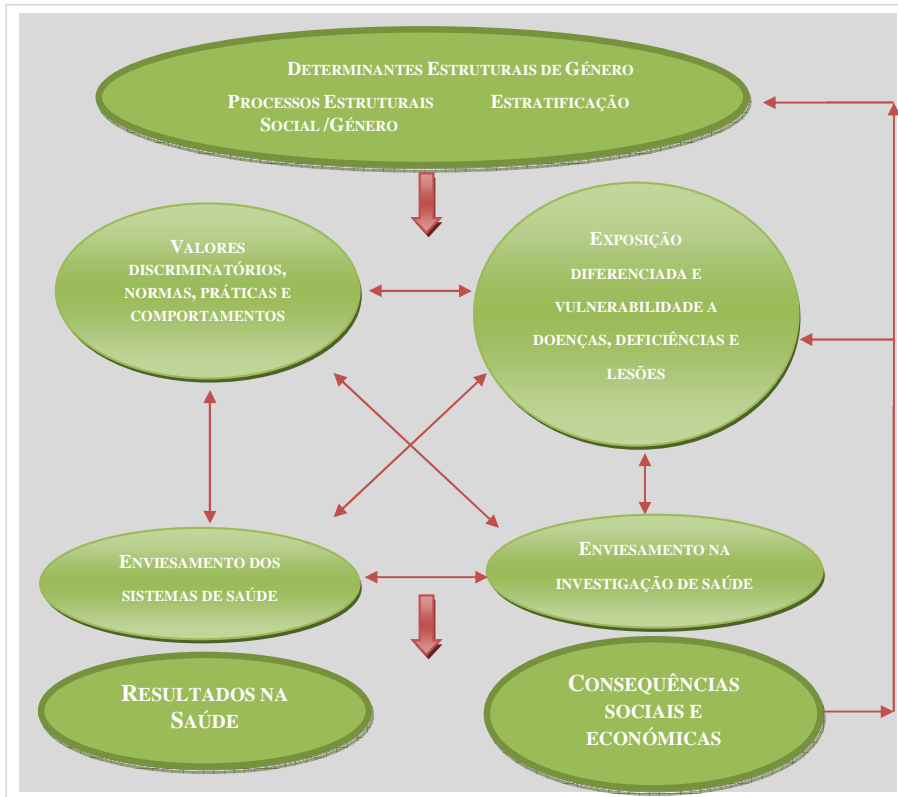 DETERMINANTES ESTRUTURAIS DE GÉNERO
PROCESSOS ESTRUTURAIS ESTRATIFICAÇÃO
SOCIAL /GÉNERO
VALORES
DISCRIMINATÓRIOS,
NORMAS, PRÁTICAS E
COMPORTAMENTOS
EXPOSIÇÃO
DIFERENCIADA E
VULNERABILIDADE A
DOENÇAS, DEFICIÊNCIAS E
LESÕES
ENVIESAMENTO DOS
SISTEMAS DE SAÚDE
ENVIESAMENTO NA
INVESTIGAÇÃO DE SAÚDE
RESULTADOS NA
SAÚDE
CONSEQUÊNCIAS
SOCIAIS E
ECONÓMICAS